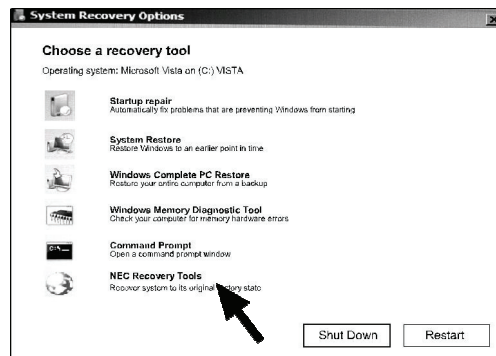 System Recovery Options
Choose a recovery tool
Operating system: Microsoft Vista on (C:) VISTA
Startup repair
Automatically fix problems that are preventing Windows from starting
System Restore
Restore Windows to an earlier point in time
Windows Complete PC Restore
Restore your entire computer from a backup
Windows Memory Diagnostic Tool
Check your computer for memory hardware errors
C:\_
Command Prompt
Open a command prompt window
NEC Recovery Tools
Recover system to its original factory state
Shut Down
Restart